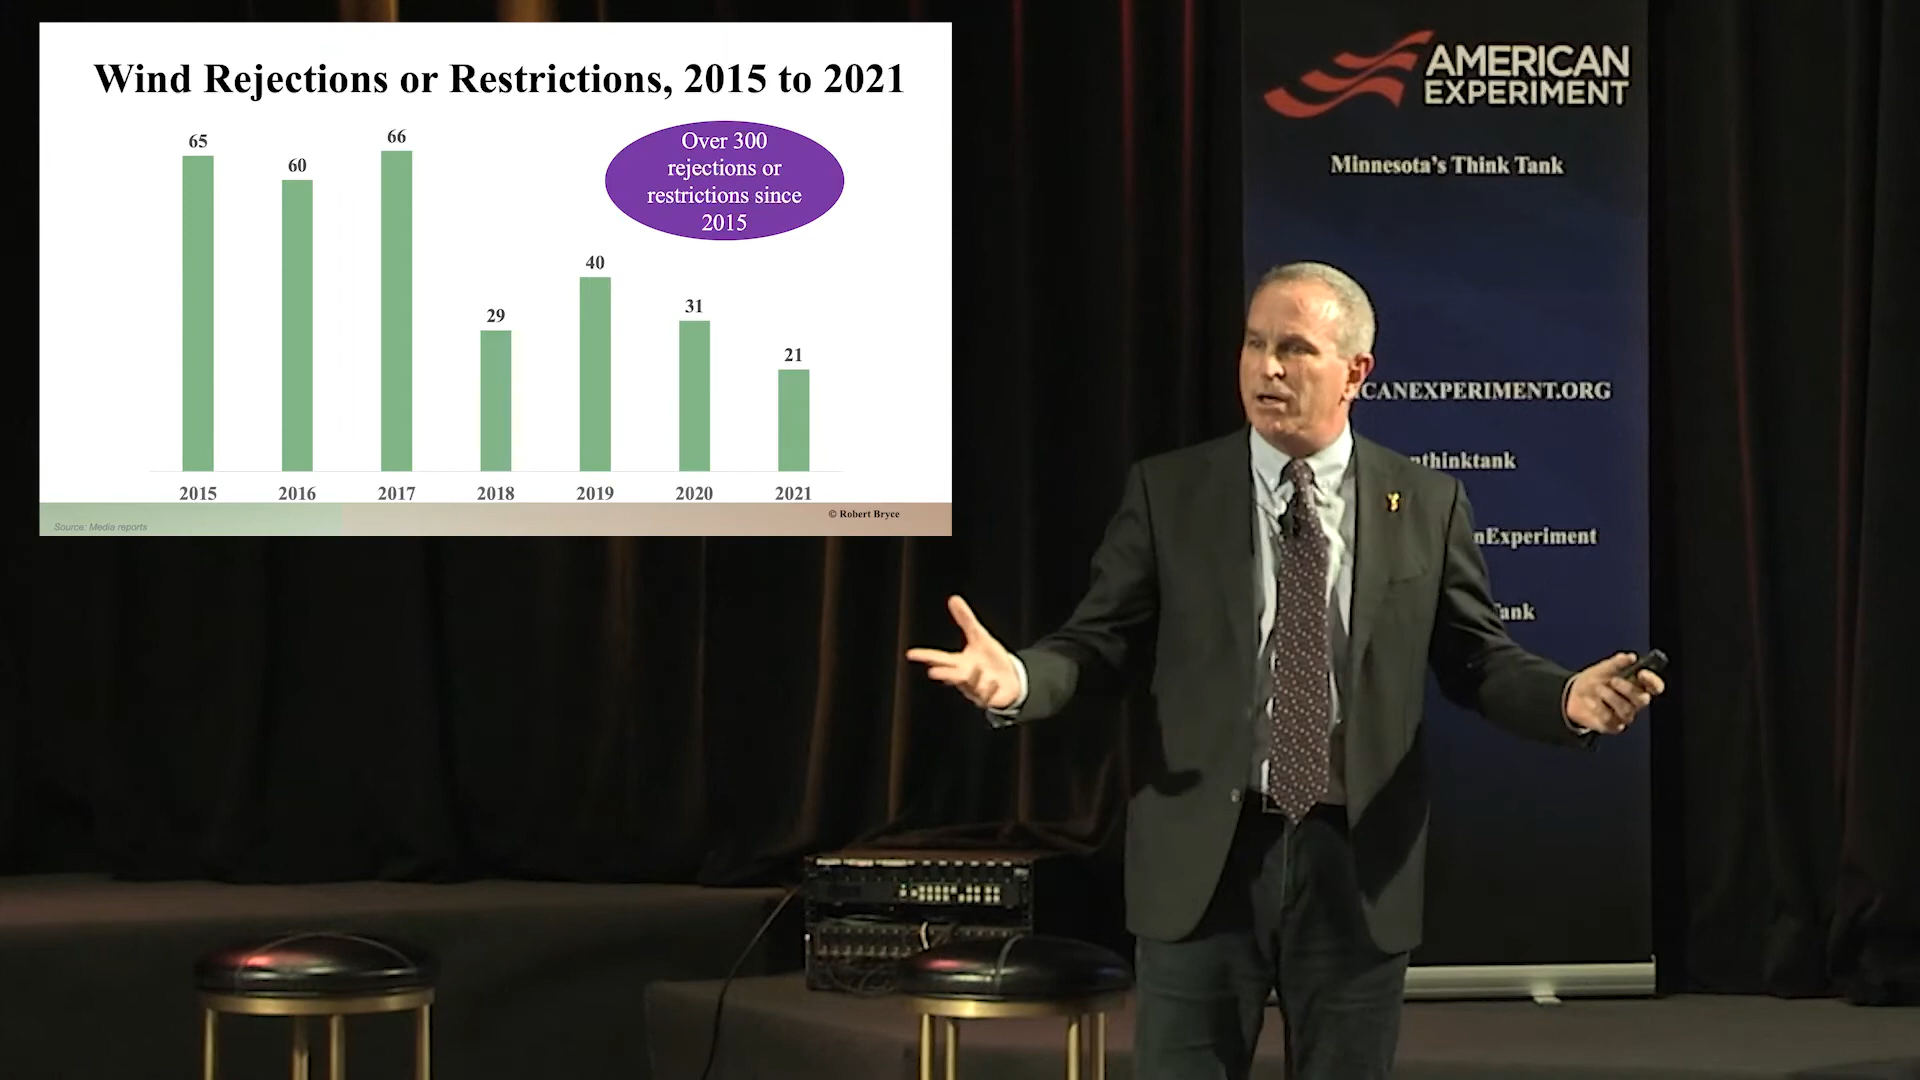 Wind Rejections or Restrictions, 2015 to 2021
65
60
66
29
40
31
21
Over 300
rejections or
restrictions since
2015
2015
2016
2017
2018
2019
2020
2021
Source: Media reports
© Robert Bryce
AMERICAN
EXPERIMENT
Minnesota's Think Tank
CANEXPERIMENT.ORG
nthinktank
nExperiment
Tank